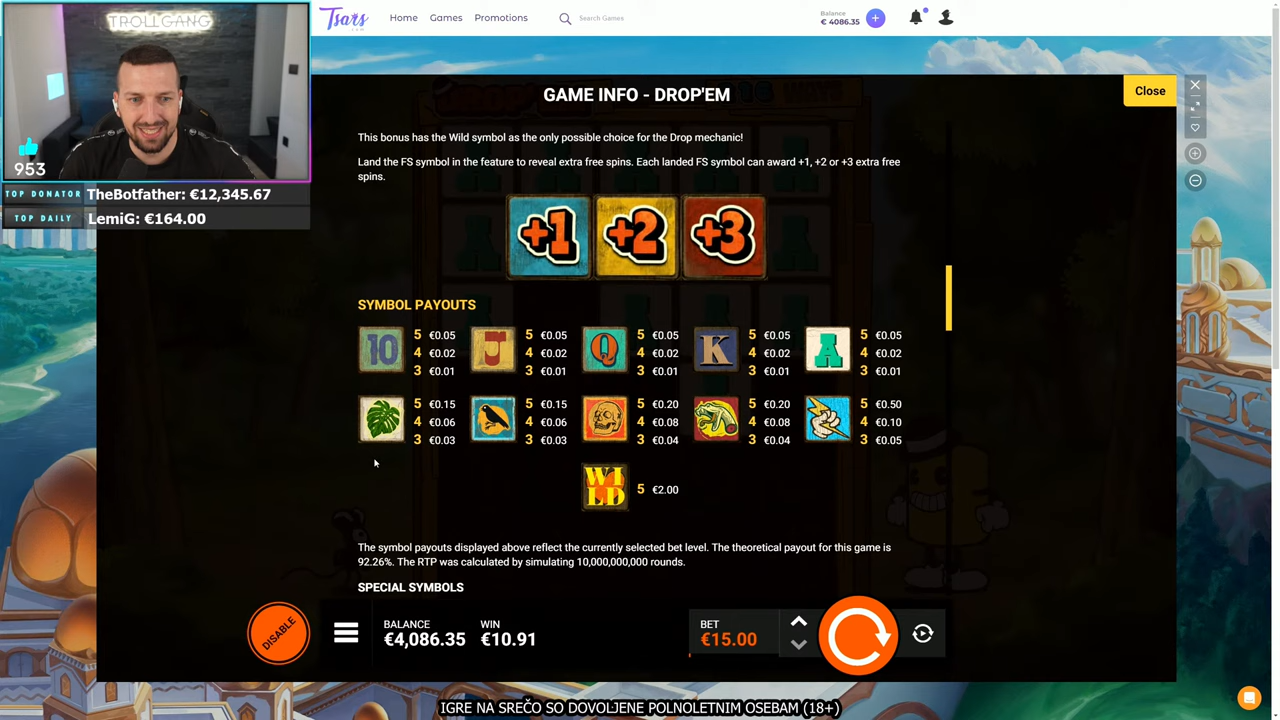 TROLLGANG
953
TOP DONATOR TheBotfather: €12,345.67
TOP DAILY LemiG: €164.00
Tsars
.com
Home Games Promotions
Search Games
Balance
€ 4086.35
GAME INFO - DROP'EM
Close
This bonus has the Wild symbol as the only possible choice for the Drop mechanic!
Land the FS symbol in the feature to reveal extra free spins. Each landed FS symbol can award +1, +2 or +3 extra free
spins.
+1 +2 +3
SYMBOL PAYOUTS
10 5 €0.05 J 5 €0.05 Q 5 €0.05 K 5 €0.05 A 5 €0.05
4 €0.02 4 €0.02 4 €0.02 4 €0.02 4 €0.02
3 €0.01 3 €0.01 3 €0.01 3 €0.01 3 €0.01
5 €0.15 5 €0.15 5 €0.20 5 €0.20 5 €0.50
4 €0.06 4 €0.06 4 €0.08 4 €0.08 4 €0.10
3 €0.03 3 €0.03 3 €0.04 3 €0.04 3 €0.05
WILD 5 €2.00
The symbol payouts displayed above reflect the currently selected bet level. The theoretical payout for this game is
92.26%. The RTP was calculated by simulating 10,000,000,000 rounds.
SPECIAL SYMBOLS
DISABLE
BALANCE
€4,086.35
WIN
€10.91
BET
€15.00
IGRE NA SREČO SO DOVOLJENE POLNOLETNIM OSEBAM (18+)